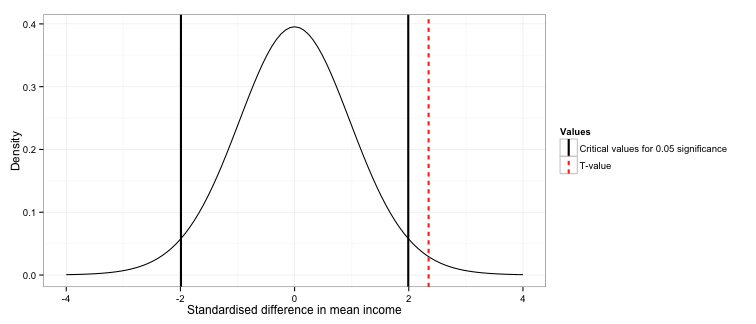 0.4
0.3
0.2
0.1
0.0
Density
-4 -2 0 2 4
Standardised difference in mean income
Values
Critical values for 0.05 significance
T-value